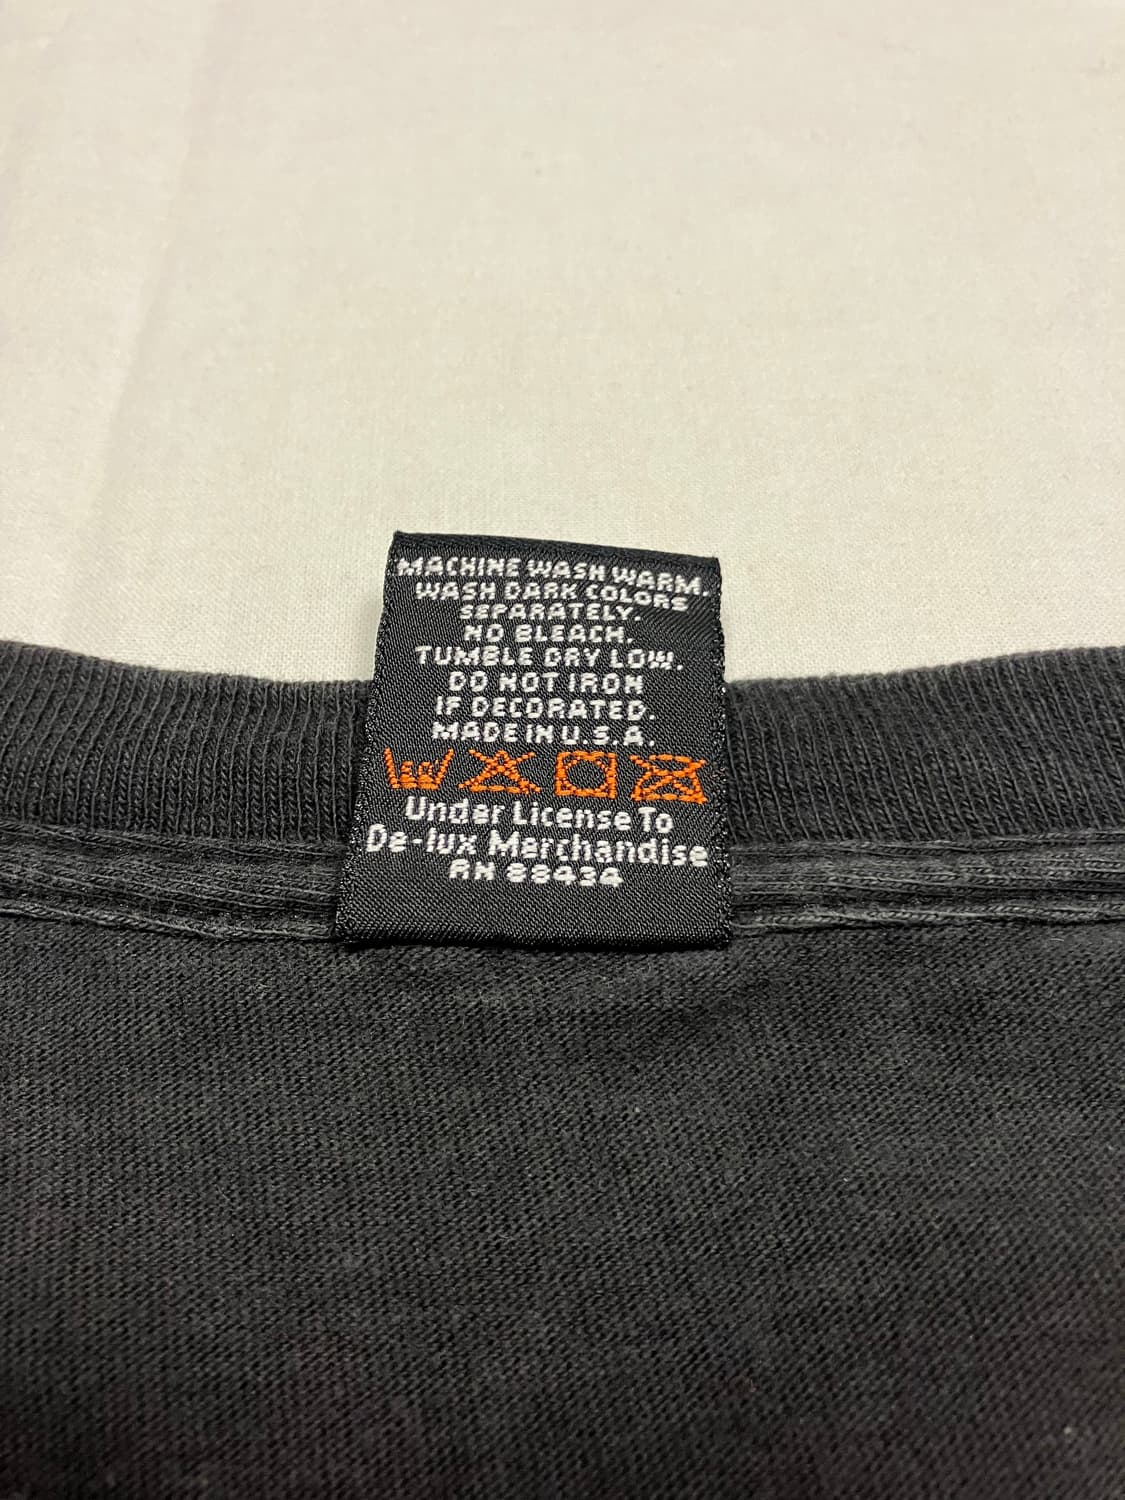 MACHINE WASH WARM.
WASH DARK COLORS
SEPARATELY.
NO BLEACH.
TUMBLE DRY LOW.
DO NOT IRON
IF DECORATED.
MADE IN U.S.A.
Under License To
De-lux Merchandise
RN 88434